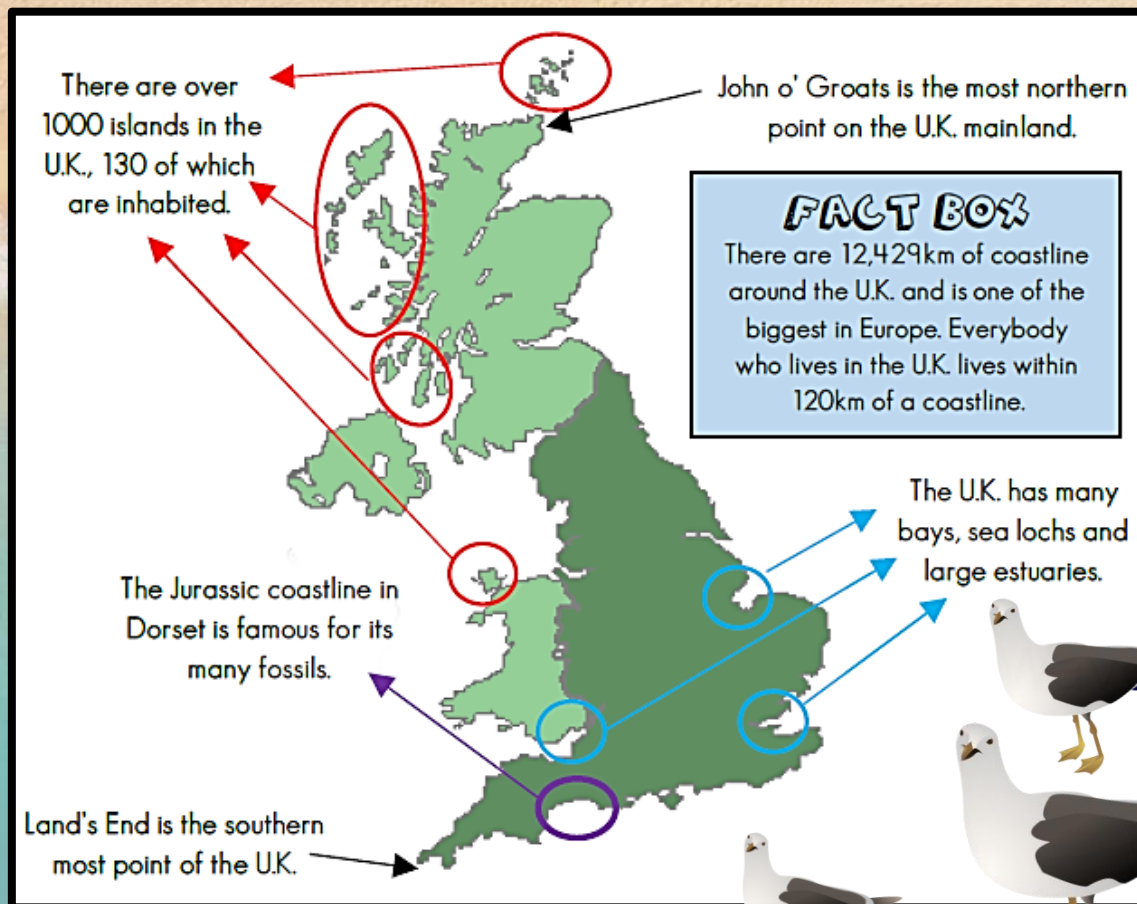 There are over
1000 islands in the
U.K., 130 of which
are inhabited.
John o' Groats is the most northern
point on the U.K. mainland.
FACT BOX
There are 12,429km of coastline
around the U.K. and is one of the
biggest in Europe. Everybody
who lives in the U.K. lives within
120km of a coastline.
The U.K. has many
bays, sea lochs and
large estuaries.
The Jurassic coastline in
Dorset is famous for its
many fossils.
Land's End is the southern
most point of the U.K.